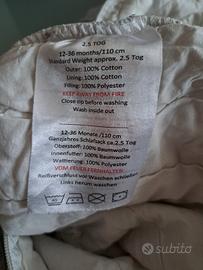 2.5 TOG
12-36 Months/110 cm
Standard Weight approx. 2.5 Tog
Outer: 100% Cotton
Lining: 100% Cotton
Filling: 100% Polyester
KEEP AWAY FROM FIRE
Close zip before washing
Wash inside out
12-36 Monate/110 cm
Ganzjahres Schlafsack ca.2,5 Tog
Oberstoff: 100% Baumwolle
Innenfutter: 100% Baumwolle
Wattierung: 100% Polyester
VOM FEUER FERNHALTEN
Reißverschluss vor Waschen schließen
Links herum waschen
subito